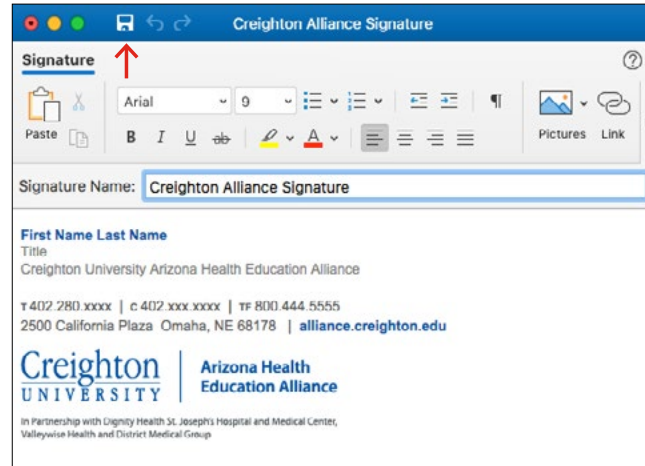 Creighton Alliance Signature
Signature
Arial 9
Paste B I U ab A Pictures Link
Signature Name: Creighton Alliance Signature
First Name Last Name
Title
Creighton University Arizona Health Education Alliance
T 402.280.xxxx | C 402.xxx.xxxx | TF 800.444.5555
2500 California Plaza Omaha, NE 68178 | alliance.creighton.edu
Creighton UNIVERSITY
Arizona Health
Education Alliance
In Partnership with Dignity Health St. Joseph's Hospital and Medical Center,
Valleywise Health and District Medical Group